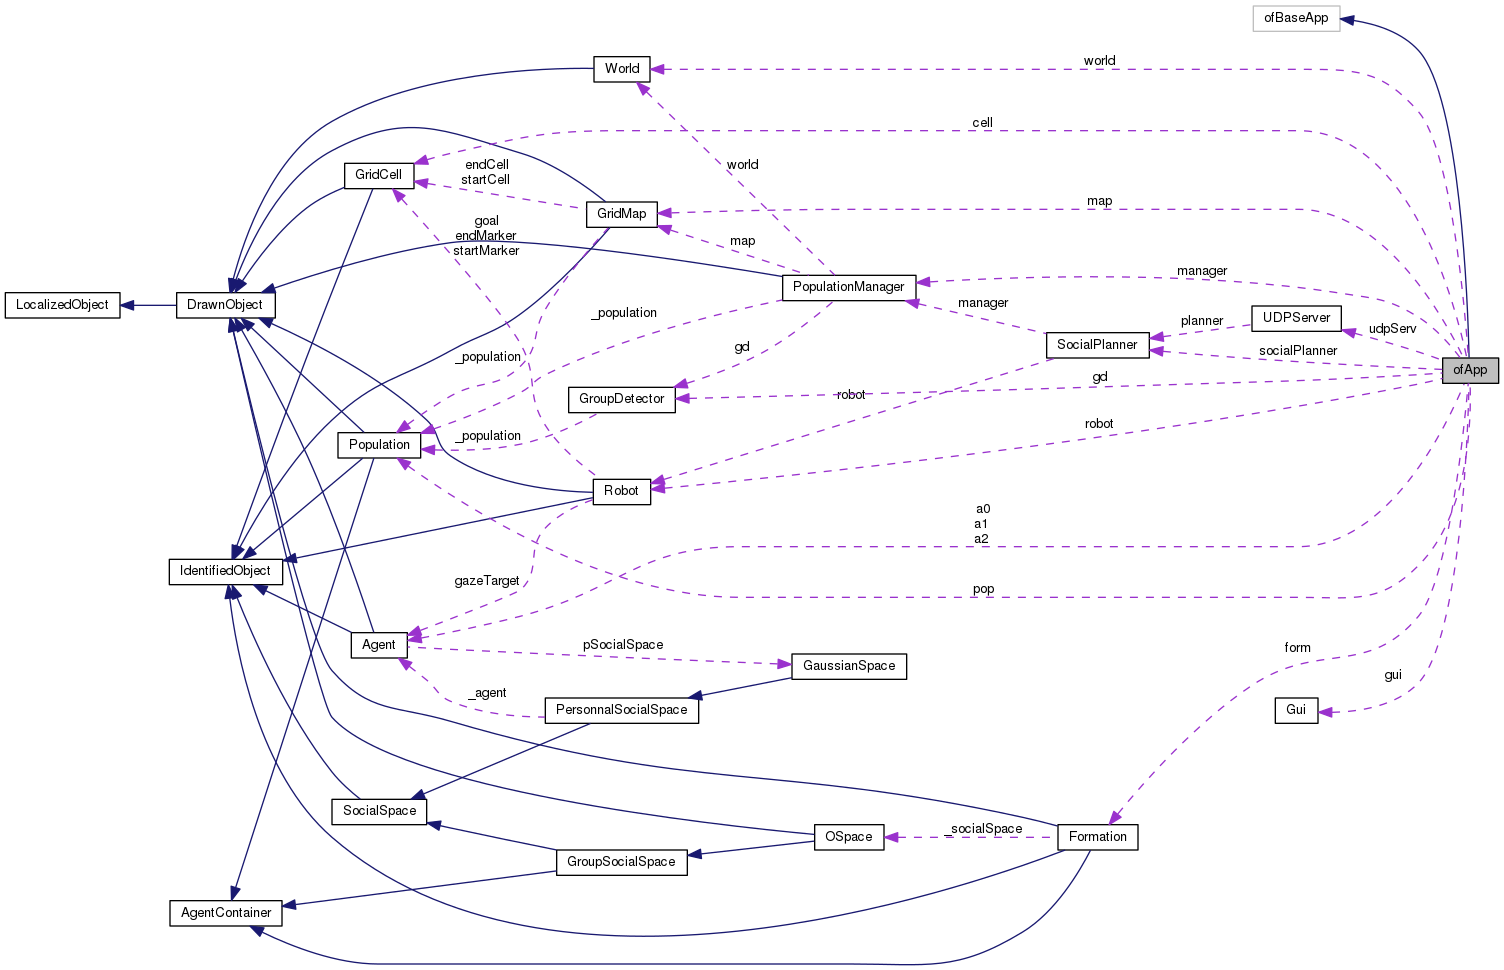 ofBaseApp
World
world
cell
GridCell
endCell
startCell
world
GridMap
map
goal
endMarker
startMarker
map
manager
PopulationManager
LocalizedObject
DrawnObject
_population
manager
UDPServer
planner
udpServ
SocialPlanner
socialPlanner
_population
gd
ofApp
gd
GroupDetector
robot
robot
Population
_population
Robot
a0
a1
a2
IdentifiedObject
gazeTarget
pop
Agent
pSocialSpace
GaussianSpace
form
_agent
PersonnalSocialSpace
gui
Gui
SocialSpace
OSpace
_socialSpace
Formation
GroupSocialSpace
AgentContainer